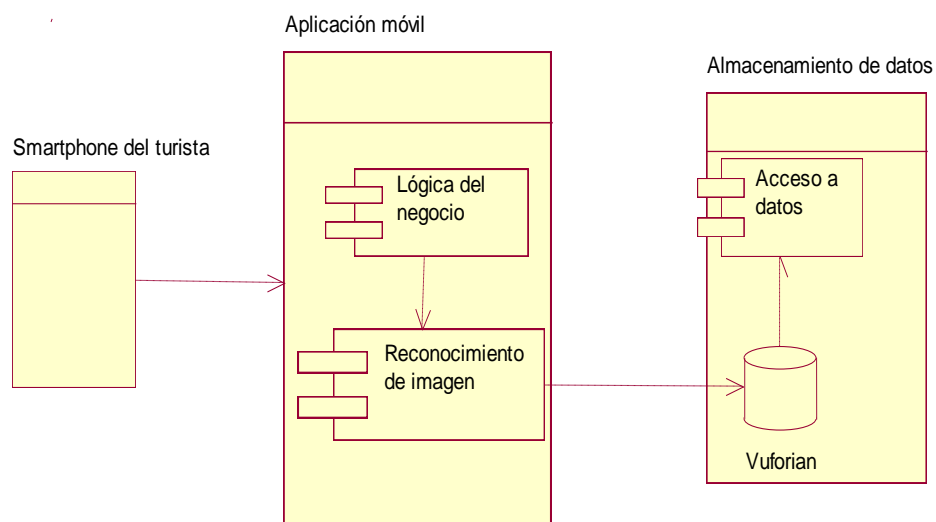 Aplicación móvil
Almacenamiento de datos
Smartphone del turista
Lógica del
negocio
Acceso a
datos
Reconocimiento
de imagen
Vuforian